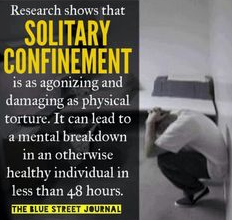 Research shows that
SOLITARY
CONFINEMENT
is as agonizing and
damaging as physical
torture. It can lead to
a mental breakdown
in an otherwise
healthy individual in
less than 48 hours.
THE BLUE STREET JOURNAL